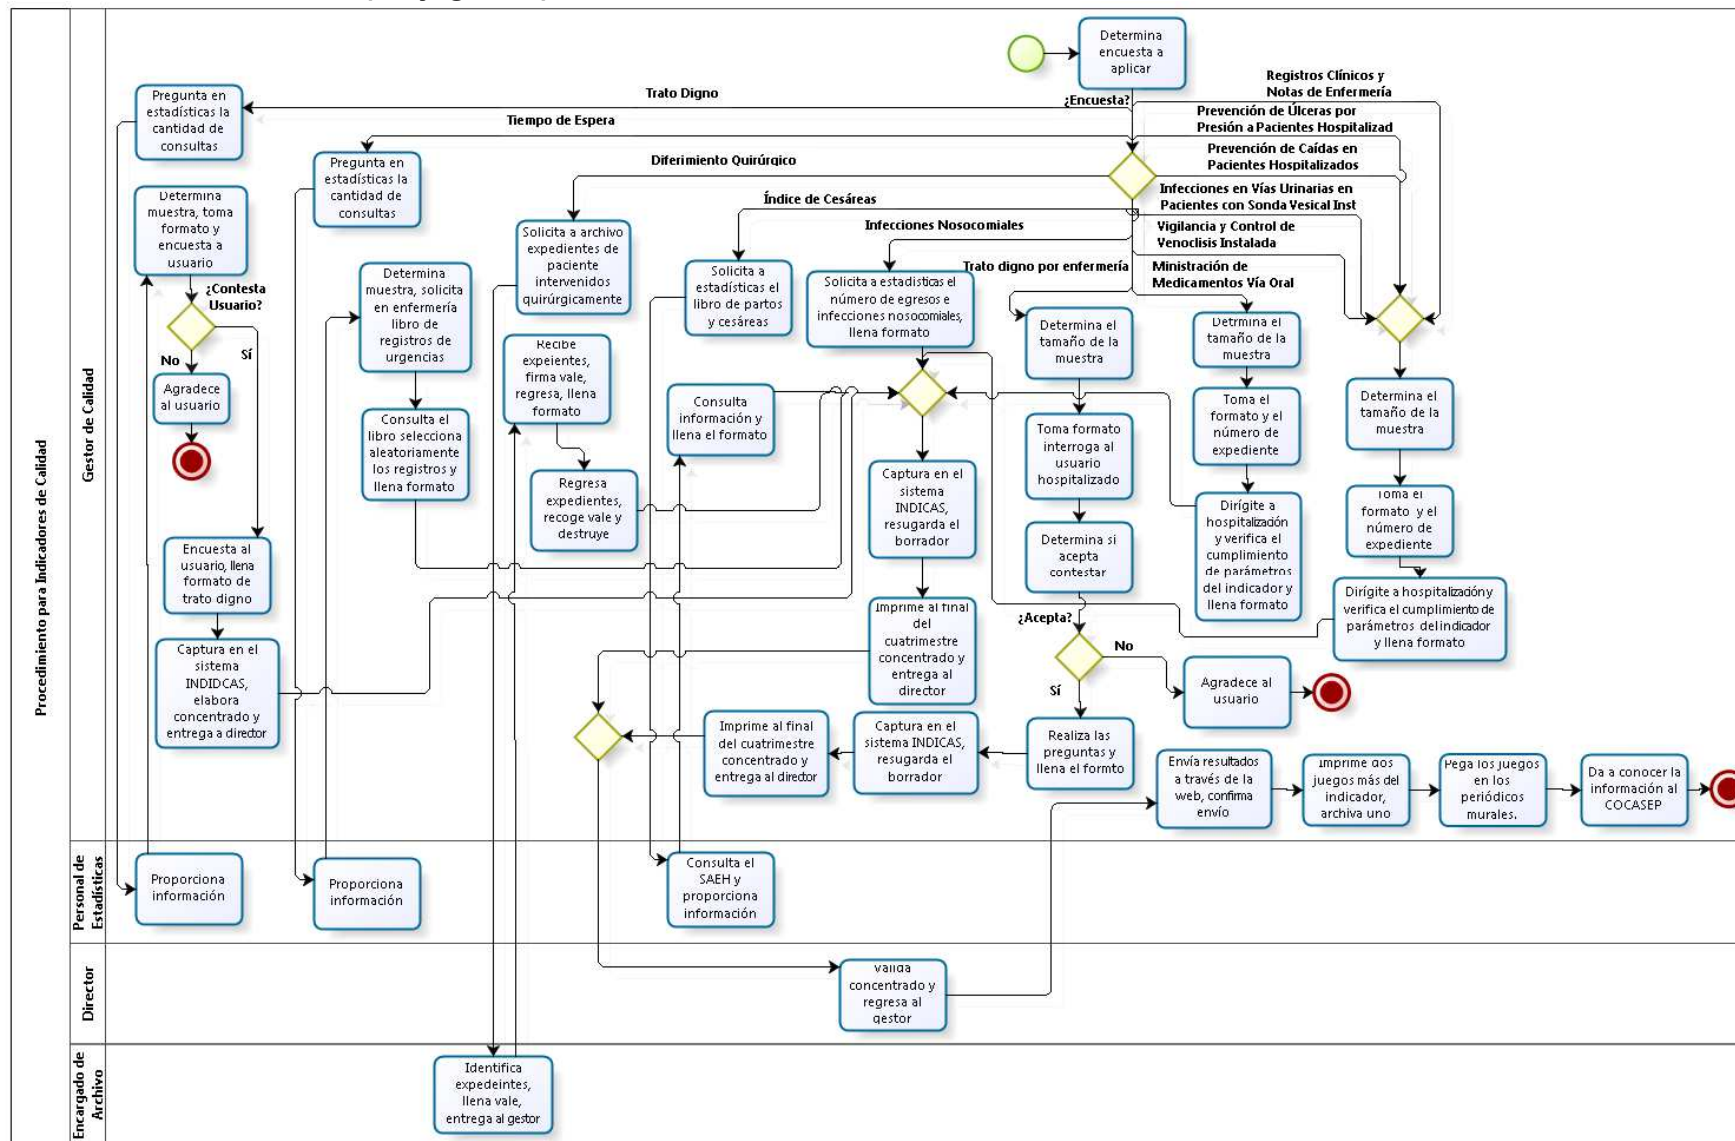 Procedimiento para Indicadores de Calidad
Gestor de Calidad
Determina
encuesta a
aplicar
¿Encuesta?
Trato Digno
Tiempo de Espera
Diferimiento Quirúrgico
Índice de Cesáreas
Infecciones Nosocomiales
Trato digno por enfermería
Registros Clínicos y
Notas de Enfermería
Prevención de Úlceras por
Presión a Pacientes Hospitalizad
Prevención de Caídas en
Pacientes Hospitalizados
Infecciones en Vías Urinarias en
Pacientes con Sonda Vesical Inst
Vigilancia y Control de
Venoclisis Instalada
Ministración de
Medicamentos Vía Oral
Pregunta en
estadísticas la
cantidad de
consultas
Determina
muestra, toma
formato y
encuesta a
usuario
¿Contesta
Usuario?
No
Sí
Agradece
al usuario
Encuesta al
usuario, llena
formato de
trato digno
Captura en el
sistema
INDIDCAS,
elabora
concentrado y
entrega a director
Pregunta en
estadísticas la
cantidad de
consultas
Determina
muestra, solicita
en enfermería
libro de
registros de
urgencias
Consulta el
libro selecciona
aleatoriamente
los registros y
llena formato
Solicita a archivo
expedientes de
paciente
intervenidos
quirúrgicamente
Recibe
expeientes,
firma vale,
regresa, llena
formato
Regresa
expedientes,
recoge vale y
destruye
Solicita a
estadísticas el
libro de partos
y cesáreas
Consulta
información y
llena el formato
Solicita a estadisticas el
número de egresos e
infecciones nosocomiales,
llena formato
Captura en el
sistema
INDICAS,
resugarda el
borrador
Imprime al final
del
cuatrimestre
concentrado y
entrega al
director
Determina el
tamaño de la
muestra
Toma formato
interroga al
usuario
hospitalizado
Determina si
acepta
contestar
¿Acepta?
No
Sí
Agradece al
usuario
Realiza las
preguntas y
llena el formto
Captura en el
sistema INDICAS,
resugarda el
borrador
Imprime al final
del cuatrimestre
concentrado y
entrega al director
Detrmina el
tamaño de la
muestra
Toma el
formato y el
número de
expediente
Dirígite a
hospitalización
y verifica el
cumplimiento
de parámetros
del indicador y
llena formato
Determina el
tamaño de la
muestra
Toma el
formato y el
número de
expediente
Dirígite a hospitalización y
verifica el cumplimiento de
parámetros del indicador
y llena formato
Envía resultados
a través de la
web, confirma
envío
Imprime dos
juegos más del
indicador,
archiva uno
Pega los juegos
en los
periódicos
murales.
Da a conocer la
información al
COCASEP
Personal de
Estadísticas
Proporciona
información
Proporciona
información
Consulta el
SAEH y
proporciona
información
Director
Valida
concentrado y
regresa al
gestor
Encargado de
Archivo
Identifica
expedeintes,
llena vale,
entrega al gestor